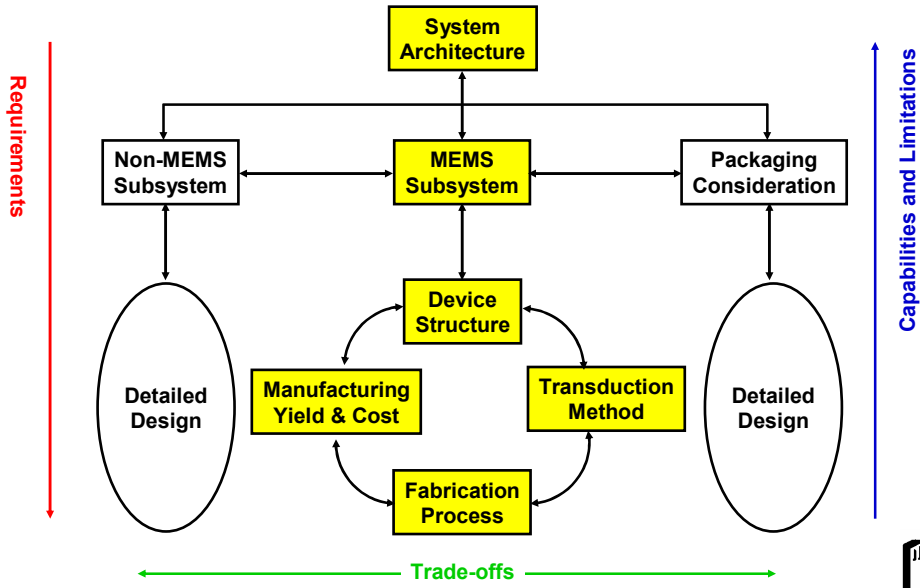 System
Architecture
Requirements
Capabilities and Limitations
Non-MEMS
Subsystem
MEMS
Subsystem
Packaging
Consideration
Device
Structure
Detailed
Design
Manufacturing
Yield & Cost
Transduction
Method
Detailed
Design
Fabrication
Process
Trade-offs